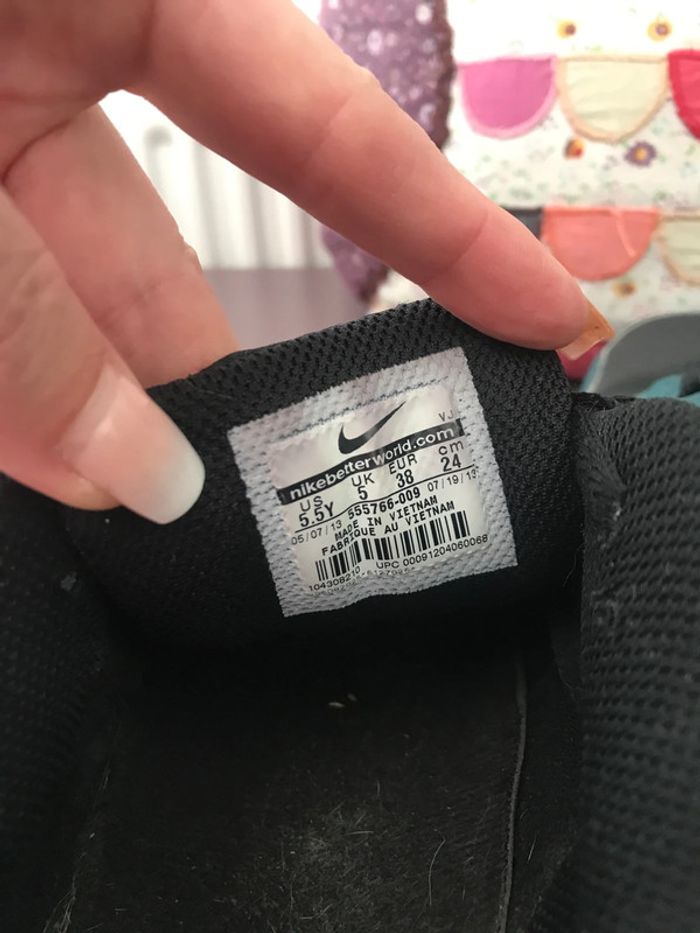 VJ
nikebetterworld.com
US UK EUR cm
5.5Y 5 38 24
05/07/13 555766-009 07/19/13
MADE IN VIETNAM
FABRIQUE AU VIETNAM
UPC 00091204060068
104308210